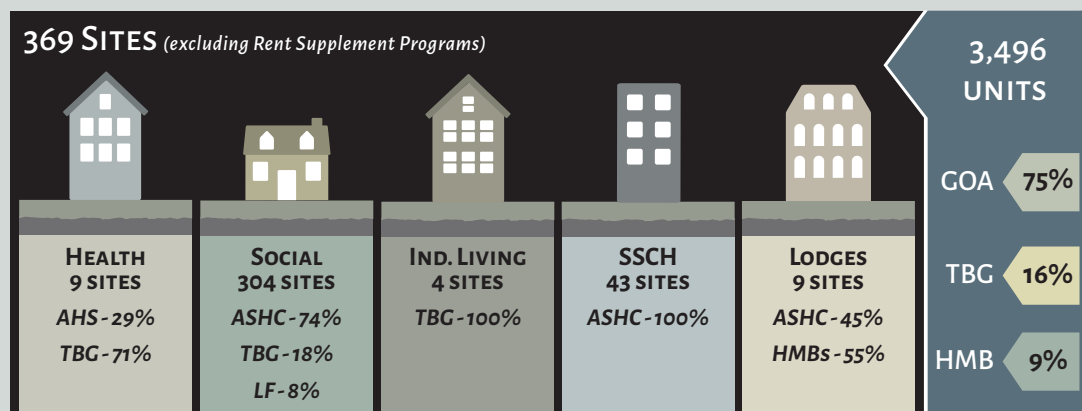 369 Sites (excluding Rent Supplement Programs)
Health
9 sites
AHS - 29%
TBG - 71%
Social
304 sites
ASHC - 74%
TBG - 18%
LF - 8%
Ind. Living
4 sites
TBG - 100%
SSCH
43 sites
ASHC - 100%
Lodges
9 sites
ASHC - 45%
HMBs - 55%
3,496
units
GOA 75%
TBG 16%
HMB 9%